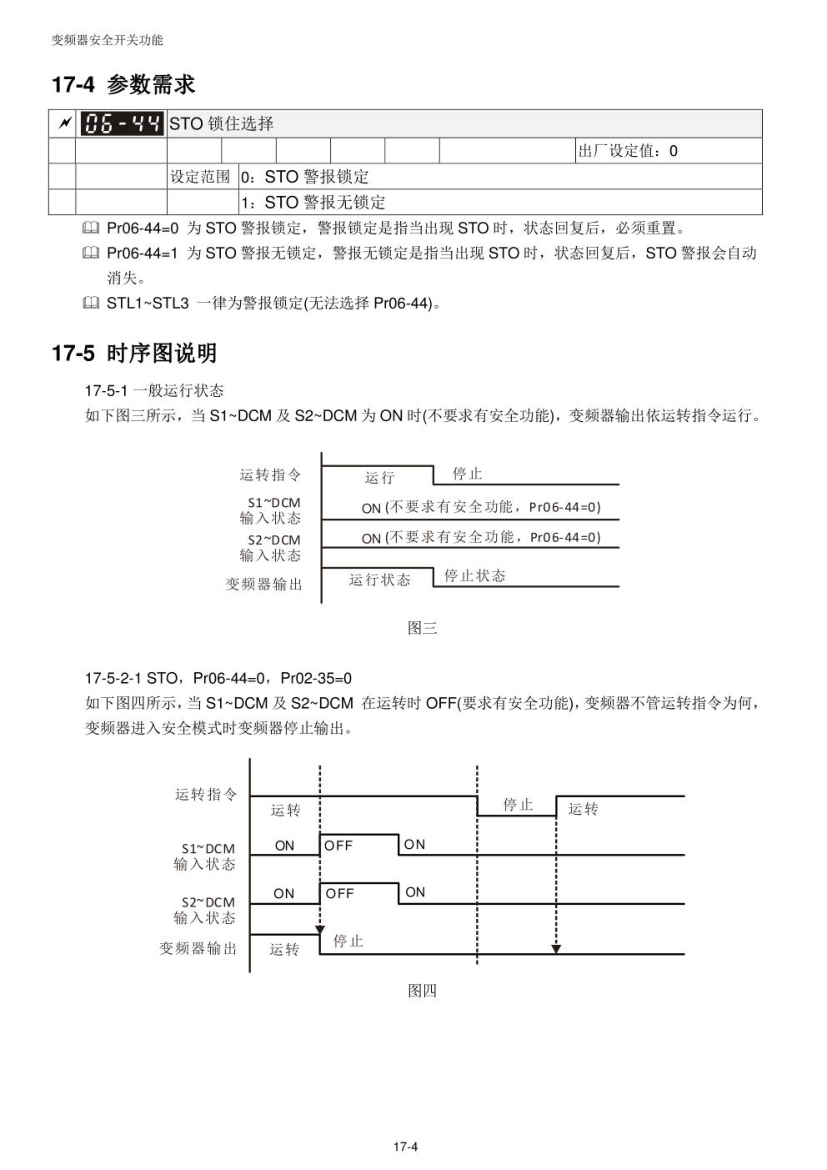 变频器安全开关功能
17-4 参数需求
06-44 STO 锁住选择
出厂设定值：0
设定范围 0：STO 警报锁定
1：STO 警报无锁定
Pr06-44=0 为 STO 警报锁定，警报锁定是指当出现 STO 时，状态回复后，必须重置。
Pr06-44=1 为 STO 警报无锁定，警报无锁定是指当出现 STO 时，状态回复后，STO 警报会自动
消失。
STL1~STL3 一律为警报锁定(无法选择 Pr06-44)。
17-5 时序图说明
17-5-1 一般运行状态
如下图三所示，当 S1~DCM 及 S2~DCM 为 ON 时(不要求有安全功能)，变频器输出依运转指令运行。
运转指令 运行 停止
S1~DCM
输入状态
ON (不要求有安全功能，Pr06-44=0)
S2~DCM
输入状态
ON (不要求有安全功能，Pr06-44=0)
变频器输出 运行状态 停止状态
图三
17-5-2-1 STO，Pr06-44=0，Pr02-35=0
如下图四所示，当 S1~DCM 及 S2~DCM 在运转时 OFF(要求有安全功能)，变频器不管运转指令为何，
变频器进入安全模式时变频器停止输出。
运转指令 运转 停止 运转
S1~DCM
输入状态
ON OFF ON
S2~DCM
输入状态
ON OFF ON
变频器输出 运转 停止
图四
17-4